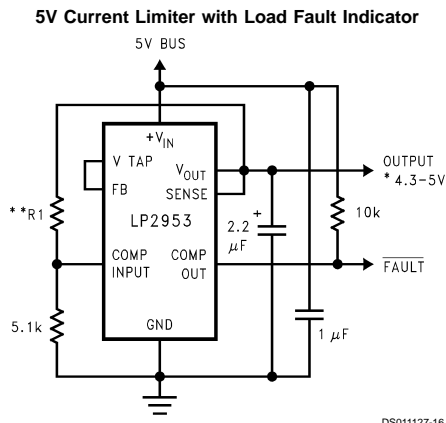 5V Current Limiter with Load Fault Indicator
5V BUS
+VIN
V TAP
FB
VOUT
SENSE
OUTPUT
* 4.3-5V
**R1
LP2953
2.2
+
μF
10k
COMP
INPUT
COMP
OUT
FAULT
5.1k
GND
1 μF
DS011127-16